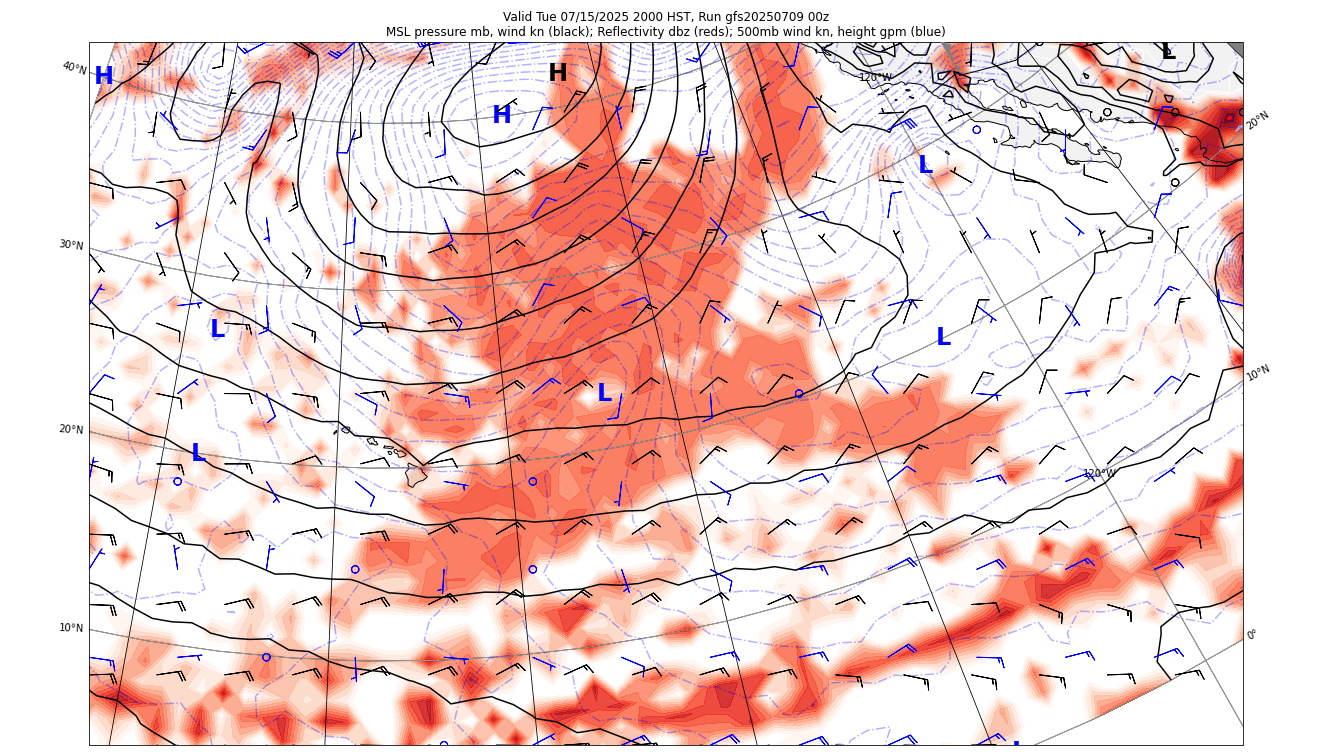 Valid Tue 07/15/2025 2000 HST, Run gfs20250709 00z
MSL pressure mb, wind kn (black); Reflectivity dbz (reds); 500mb wind kn, height gpm (blue)
L
40°N
H
H
120°W
H
20°N
L
30°N
L
L
10°N
L
20°N
L
120°W
10°N
0°